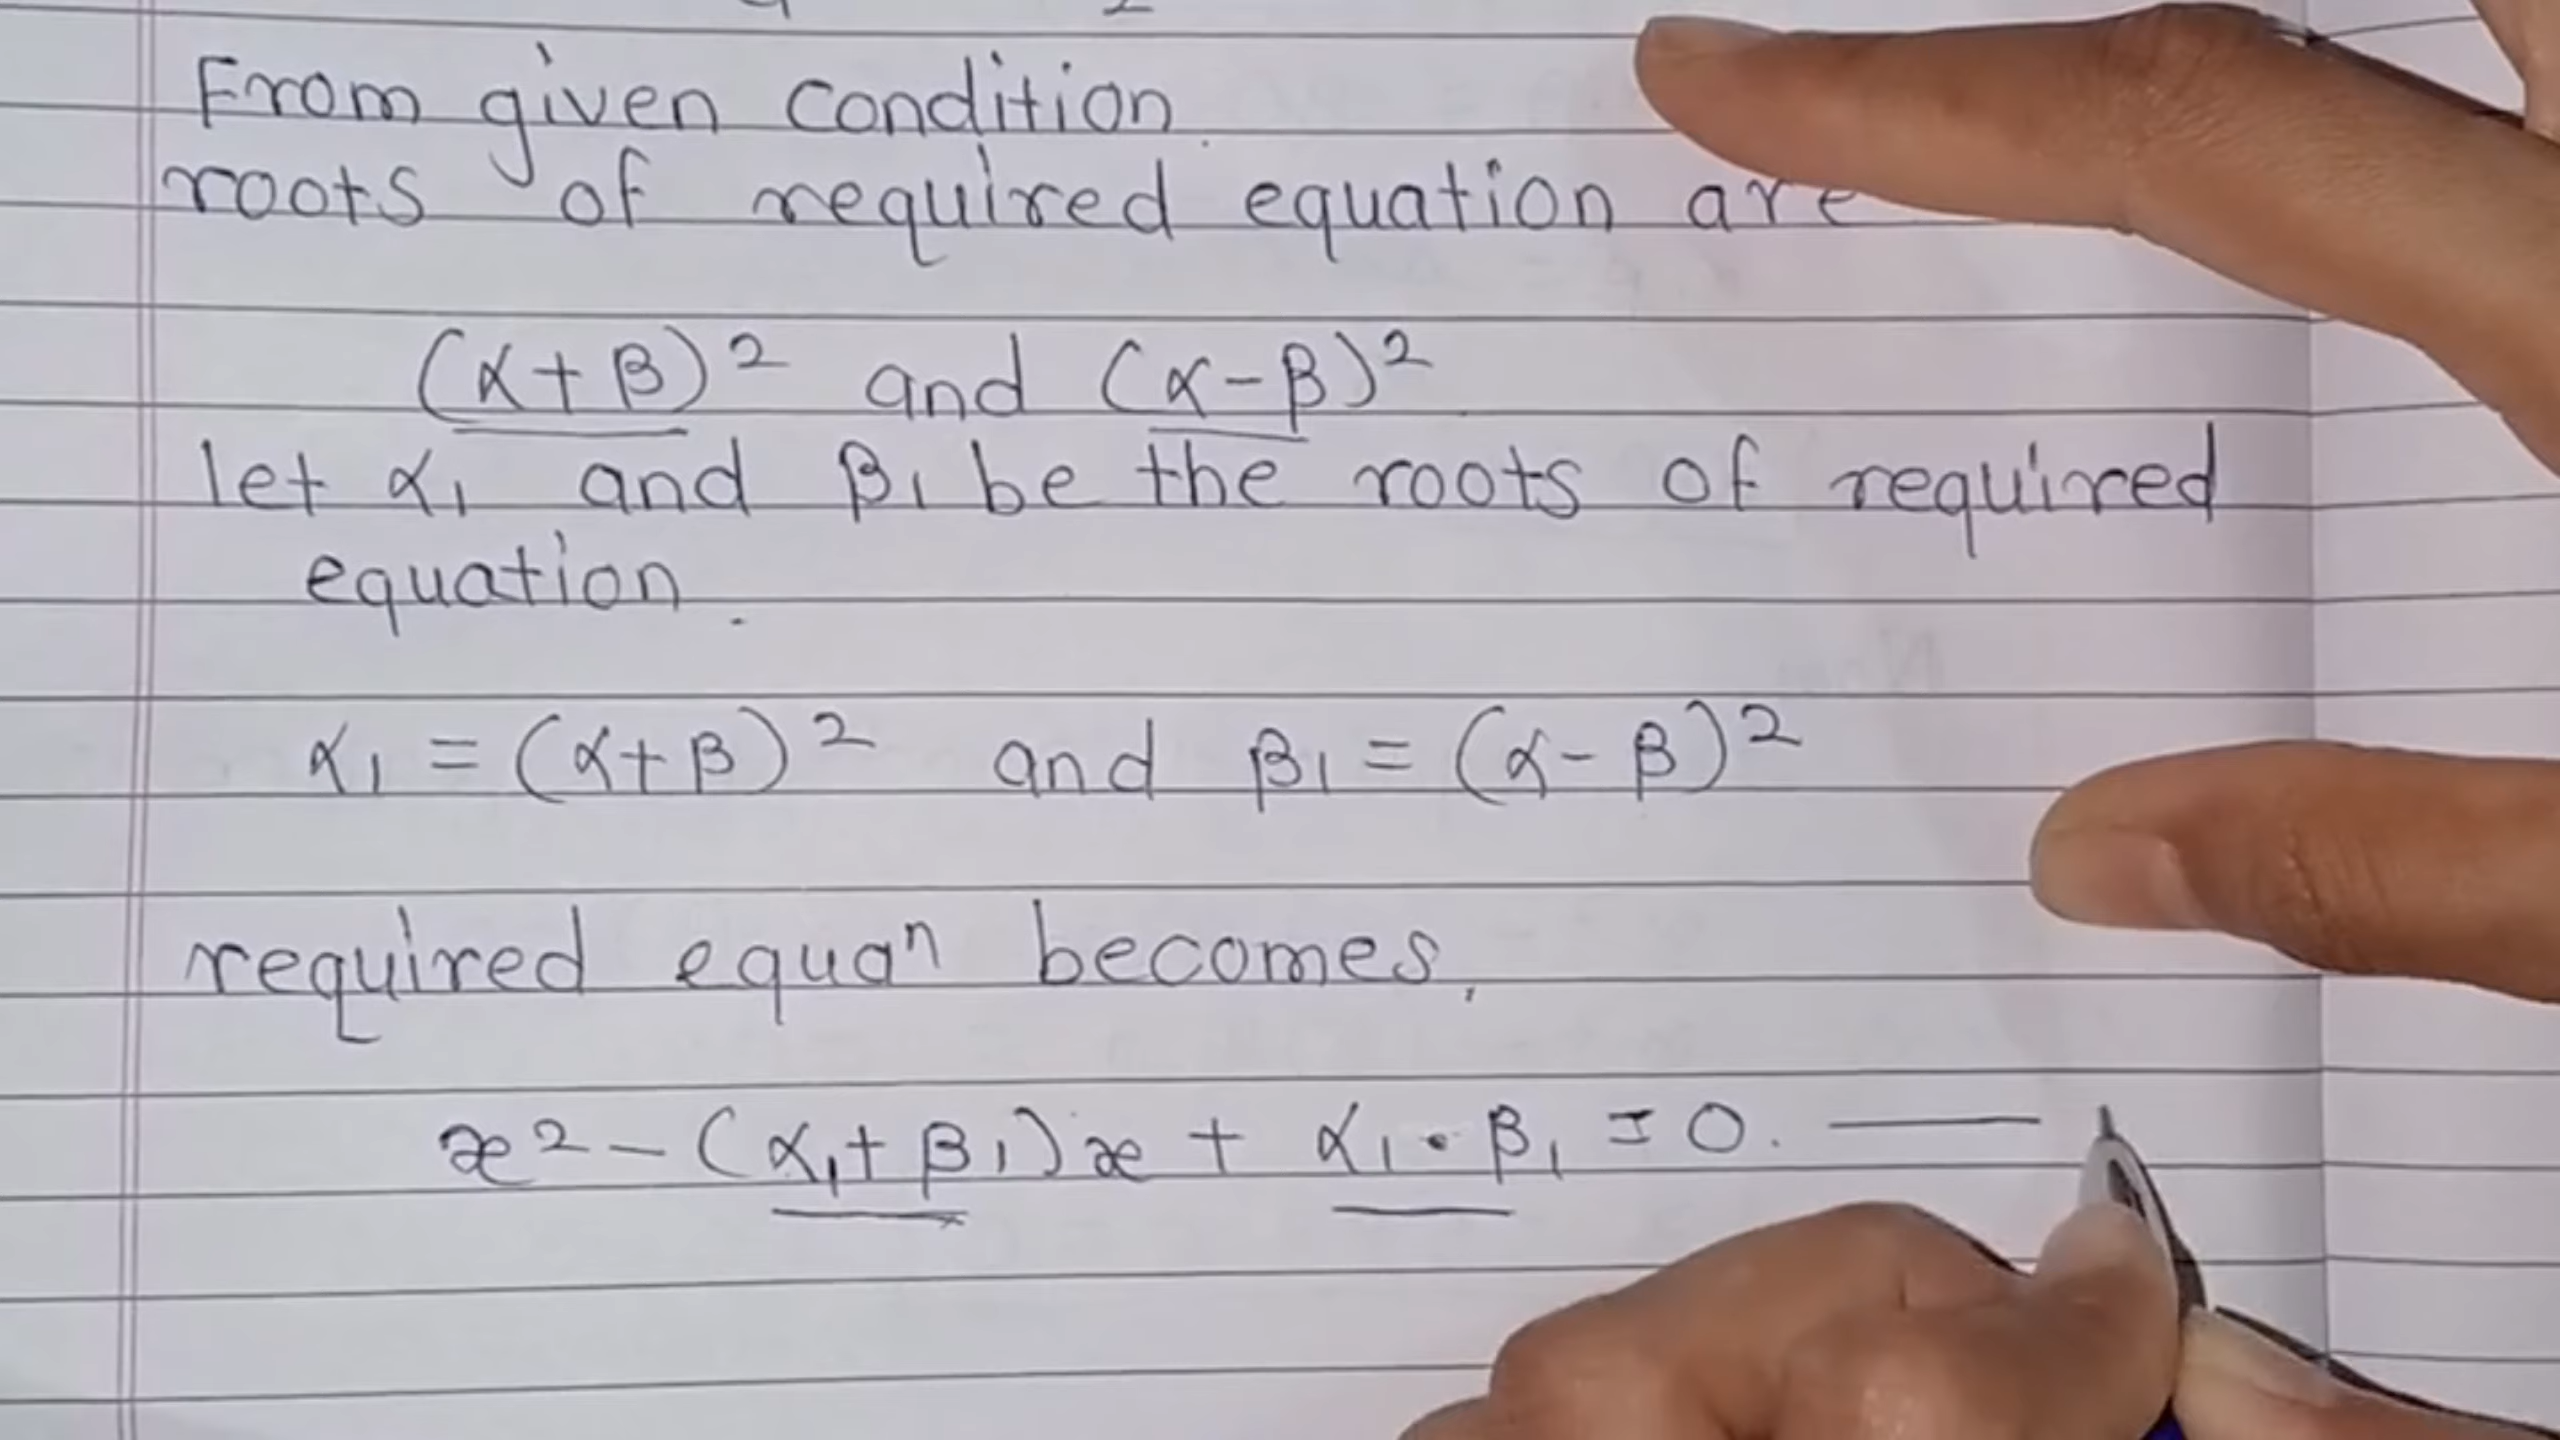 From given condition.
roots of required equation are
(α+β)² and (α-β)²
let α₁ and β₁ be the roots of required
equation.
α₁ = (α+β)² and β₁ = (α-β)²
required equaⁿ becomes,
x² - (α₁+β₁)x + α₁·β₁ = 0. —